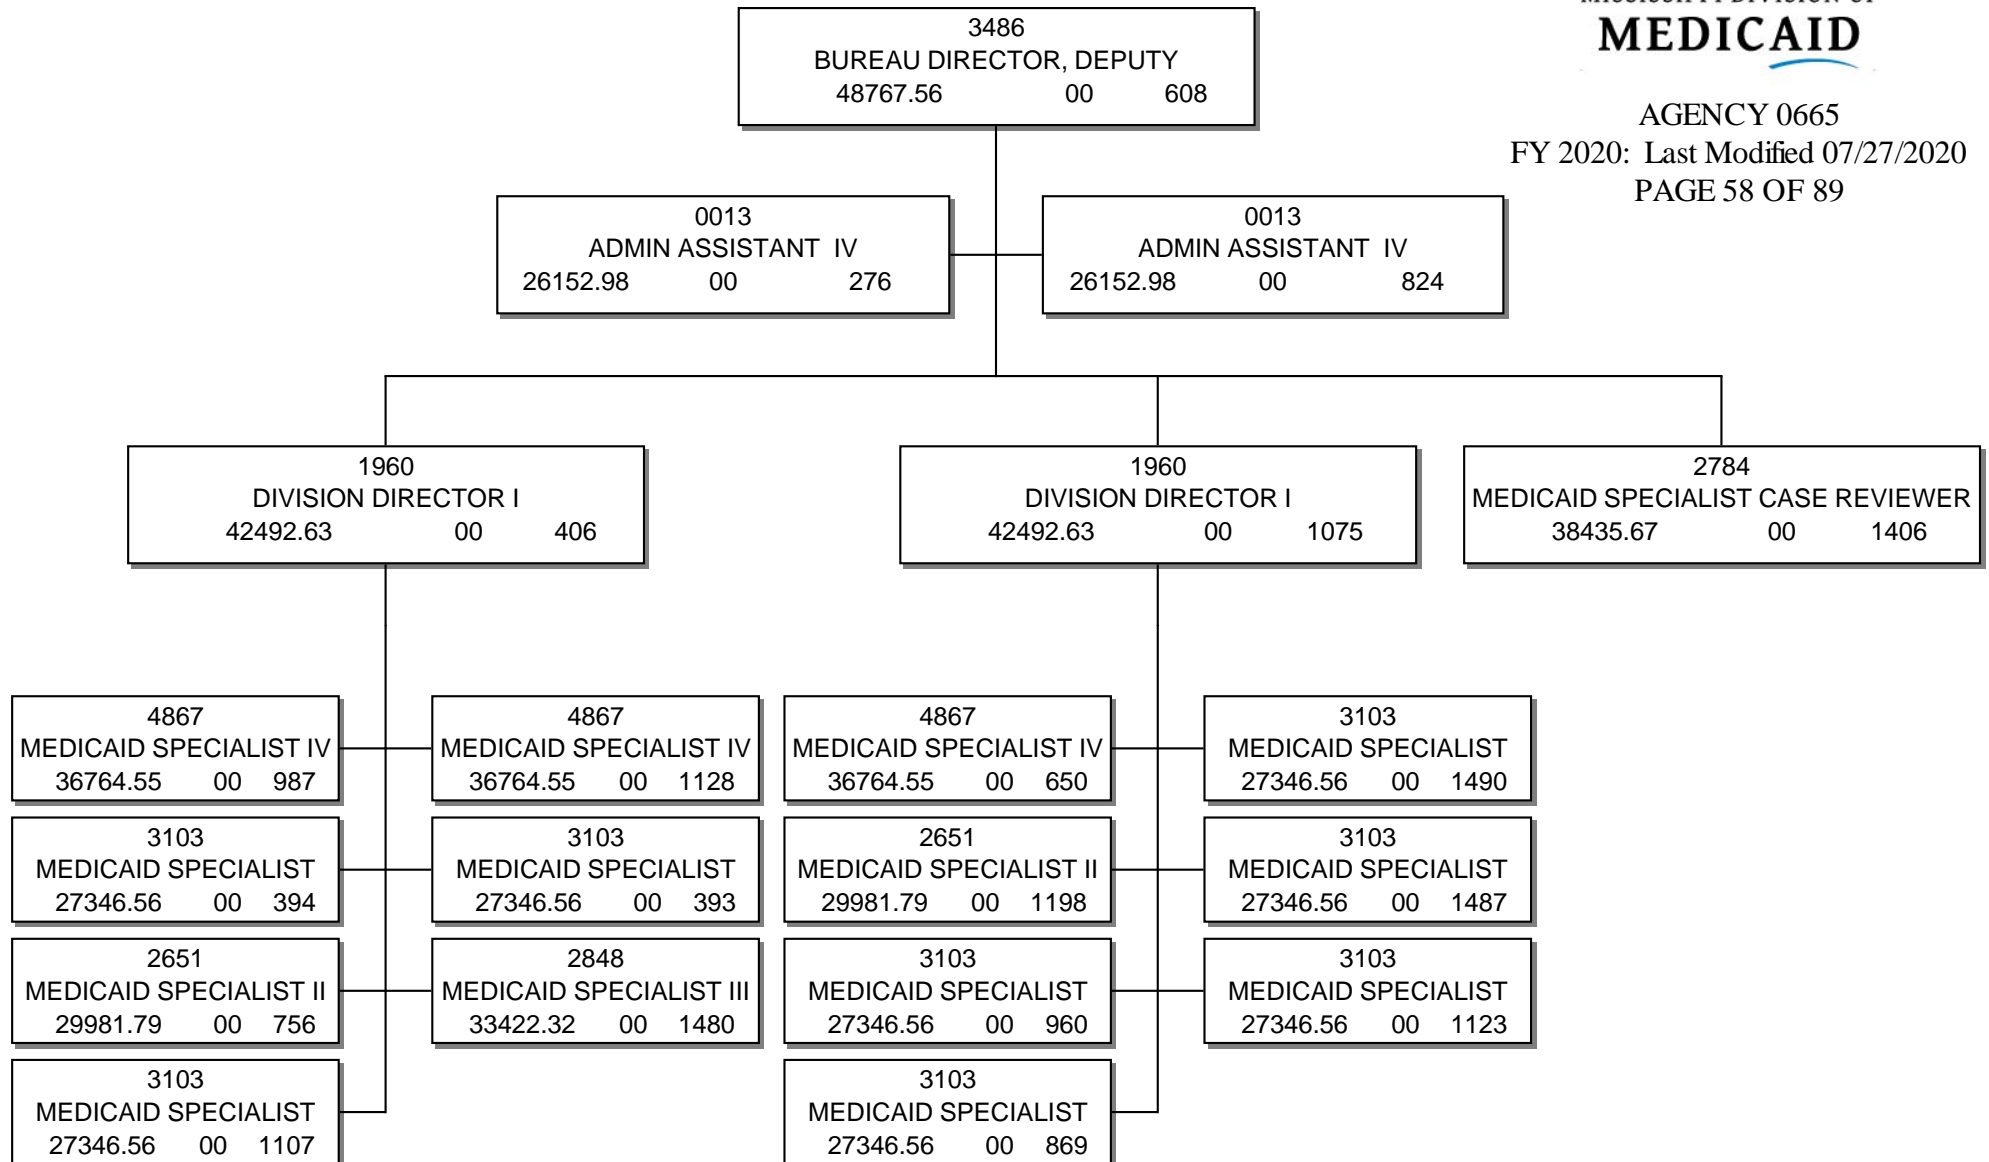 3486
BUREAU DIRECTOR, DEPUTY
48767.56 00 608
MEDICAID
AGENCY 0665
FY 2020: Last Modified 07/27/2020
PAGE 58 OF 89
0013
ADMIN ASSISTANT IV
26152.98 00 276
0013
ADMIN ASSISTANT IV
26152.98 00 824
1960
DIVISION DIRECTOR I
42492.63 00 406
1960
DIVISION DIRECTOR I
42492.63 00 1075
2784
MEDICAID SPECIALIST CASE REVIEWER
38435.67 00 1406
4867
MEDICAID SPECIALIST IV
36764.55 00 987
4867
MEDICAID SPECIALIST IV
36764.55 00 1128
3103
MEDICAID SPECIALIST
27346.56 00 394
3103
MEDICAID SPECIALIST
27346.56 00 393
2651
MEDICAID SPECIALIST II
29981.79 00 756
2848
MEDICAID SPECIALIST III
33422.32 00 1480
3103
MEDICAID SPECIALIST
27346.56 00 1107
4867
MEDICAID SPECIALIST IV
36764.55 00 650
3103
MEDICAID SPECIALIST
27346.56 00 1490
2651
MEDICAID SPECIALIST II
29981.79 00 1198
3103
MEDICAID SPECIALIST
27346.56 00 1487
3103
MEDICAID SPECIALIST
27346.56 00 960
3103
MEDICAID SPECIALIST
27346.56 00 1123
3103
MEDICAID SPECIALIST
27346.56 00 869